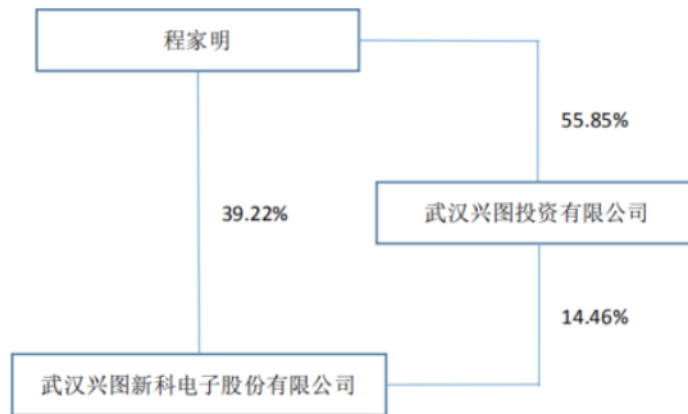 程家明
55.85%
武汉兴图投资有限公司
39.22%
14.46%
武汉兴图新科电子股份有限公司